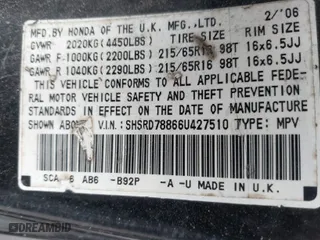 MFD.BY HONDA OF THE U.K. MFG.,LTD. 2/'06
GVWR 2020KG(4450LBS) TIRE SIZE RIM SIZE
GAWR F 1000KG(2200LBS) 215/65R16 98T 16x6.5JJ
GAWR R 1040KG(2290LBS) 215/65R16 98T 16x6.5JJ
THIS VEHICLE CONFORMS TO ALL APPLICABLE FEDE-
RAL MOTOR VEHICLE SAFETY AND THEFT PREVENTION
STANDARDS IN EFFECT ON THE DATE OF MANUFACTURE
SHOWN ABOVE. V.I.N.: SHSRD78866U427510 TYPE: MPV
AB6 -B92P -A -U MADE IN U.K.
DREAMBID